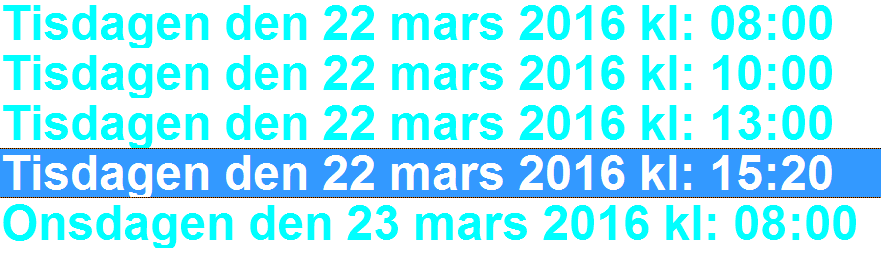 Tisdagen den 22 mars 2016 kl: 08:00
Tisdagen den 22 mars 2016 kl: 10:00
Tisdagen den 22 mars 2016 kl: 13:00
Tisdagen den 22 mars 2016 kl: 15:20
Onsdagen den 23 mars 2016 kl: 08:00